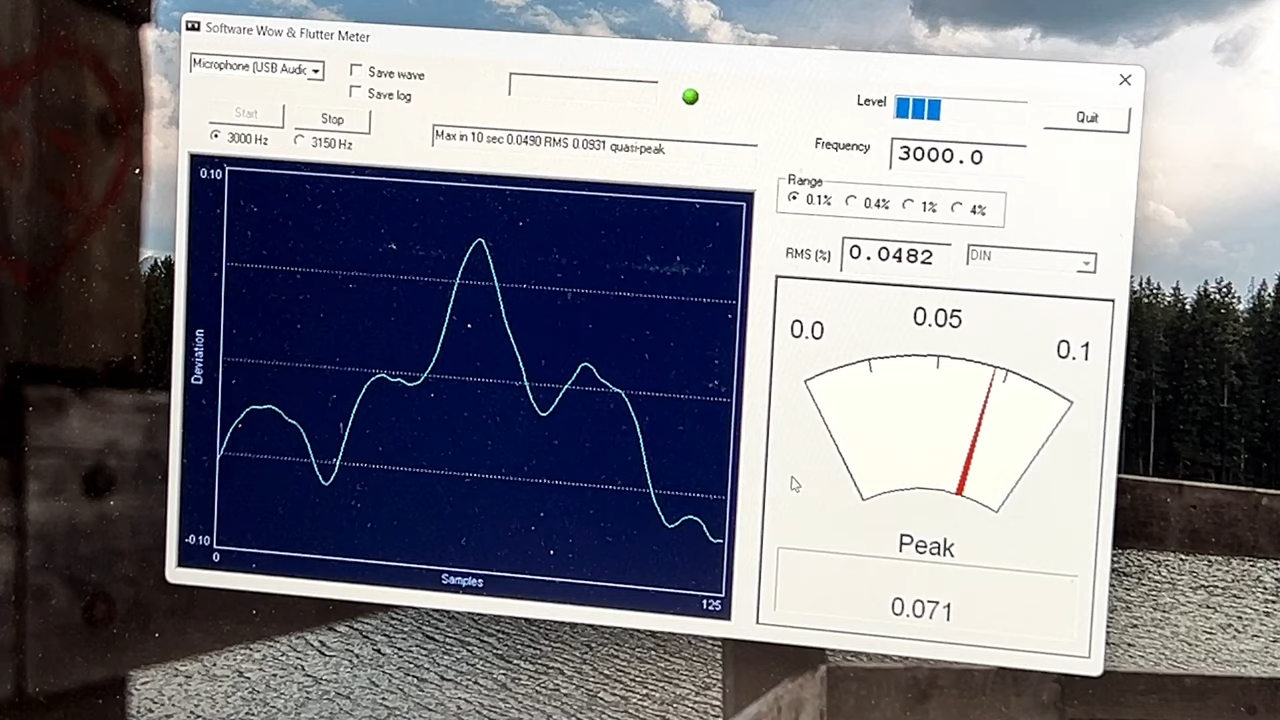 Software Wow & Flutter Meter
Microphone (USB Audic
Save wave
Save log
Level
Quit
Start
Stop
3000 Hz
3150 Hz
Max in 10 sec 0.0490 RMS 0.0931 quasi-peak
Frequency
3000.0
Range
0.1%
0.4%
1%
4%
RMS (%)
0.0482
DIN
0.10
Deviation
-0.10
0
Samples
125
0.0
0.05
0.1
Peak
0.071